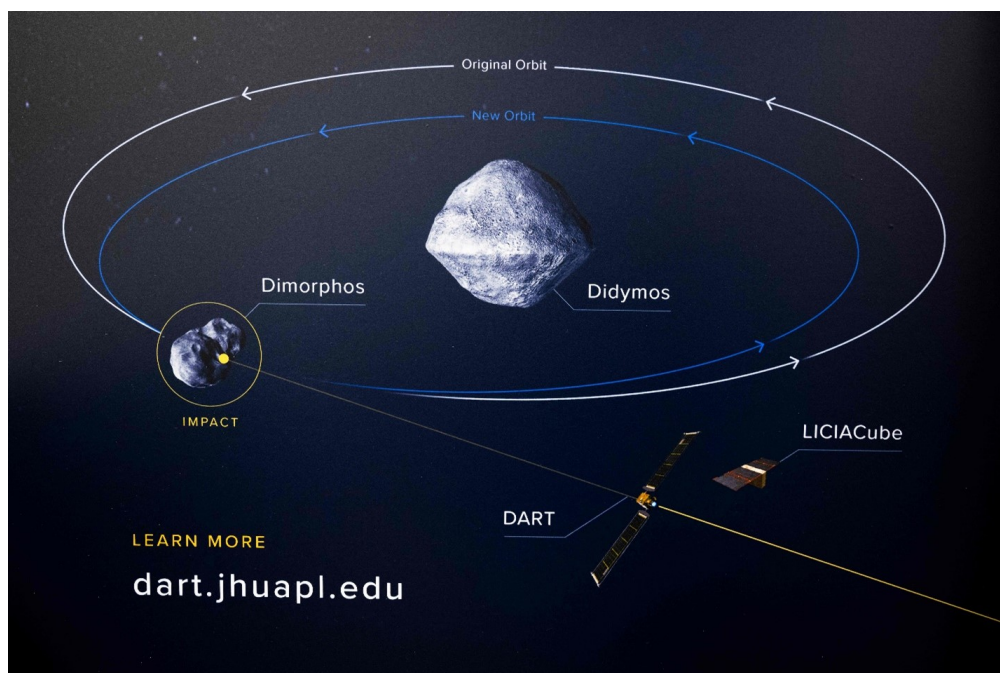 Original Orbit
New Orbit
Dimorphos
Didymos
IMPACT
LICIACube
DART
LEARN MORE
dart.jhuapl.edu